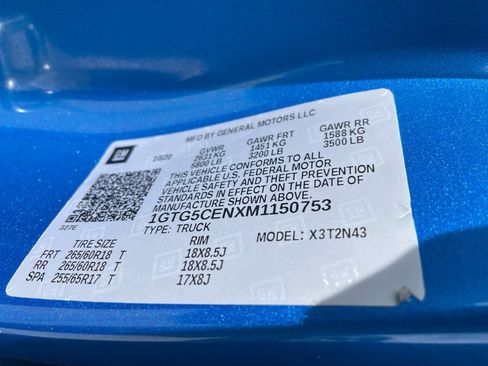 MFD BY GENERAL MOTORS LLC
GM 10/20 GVWR GAWR FRT GAWR RR
2631 KG 1451 KG 1588 KG
5800 LB 3200 LB 3500 LB
THIS VEHICLE CONFORMS TO ALL
APPLICABLE U.S. FEDERAL MOTOR
VEHICLE SAFETY AND THEFT PREVENTION
STANDARDS IN EFFECT ON THE DATE OF
MANUFACTURE SHOWN ABOVE.
327E 1GTG5CENXM1150753
TYPE: TRUCK MODEL: X3T2N43
TIRE SIZE RIM
FRT 265/60R18 T 18X8.5J
RR 265/60R18 T 18X8.5J
SPA 255/65R17 T 17X8J